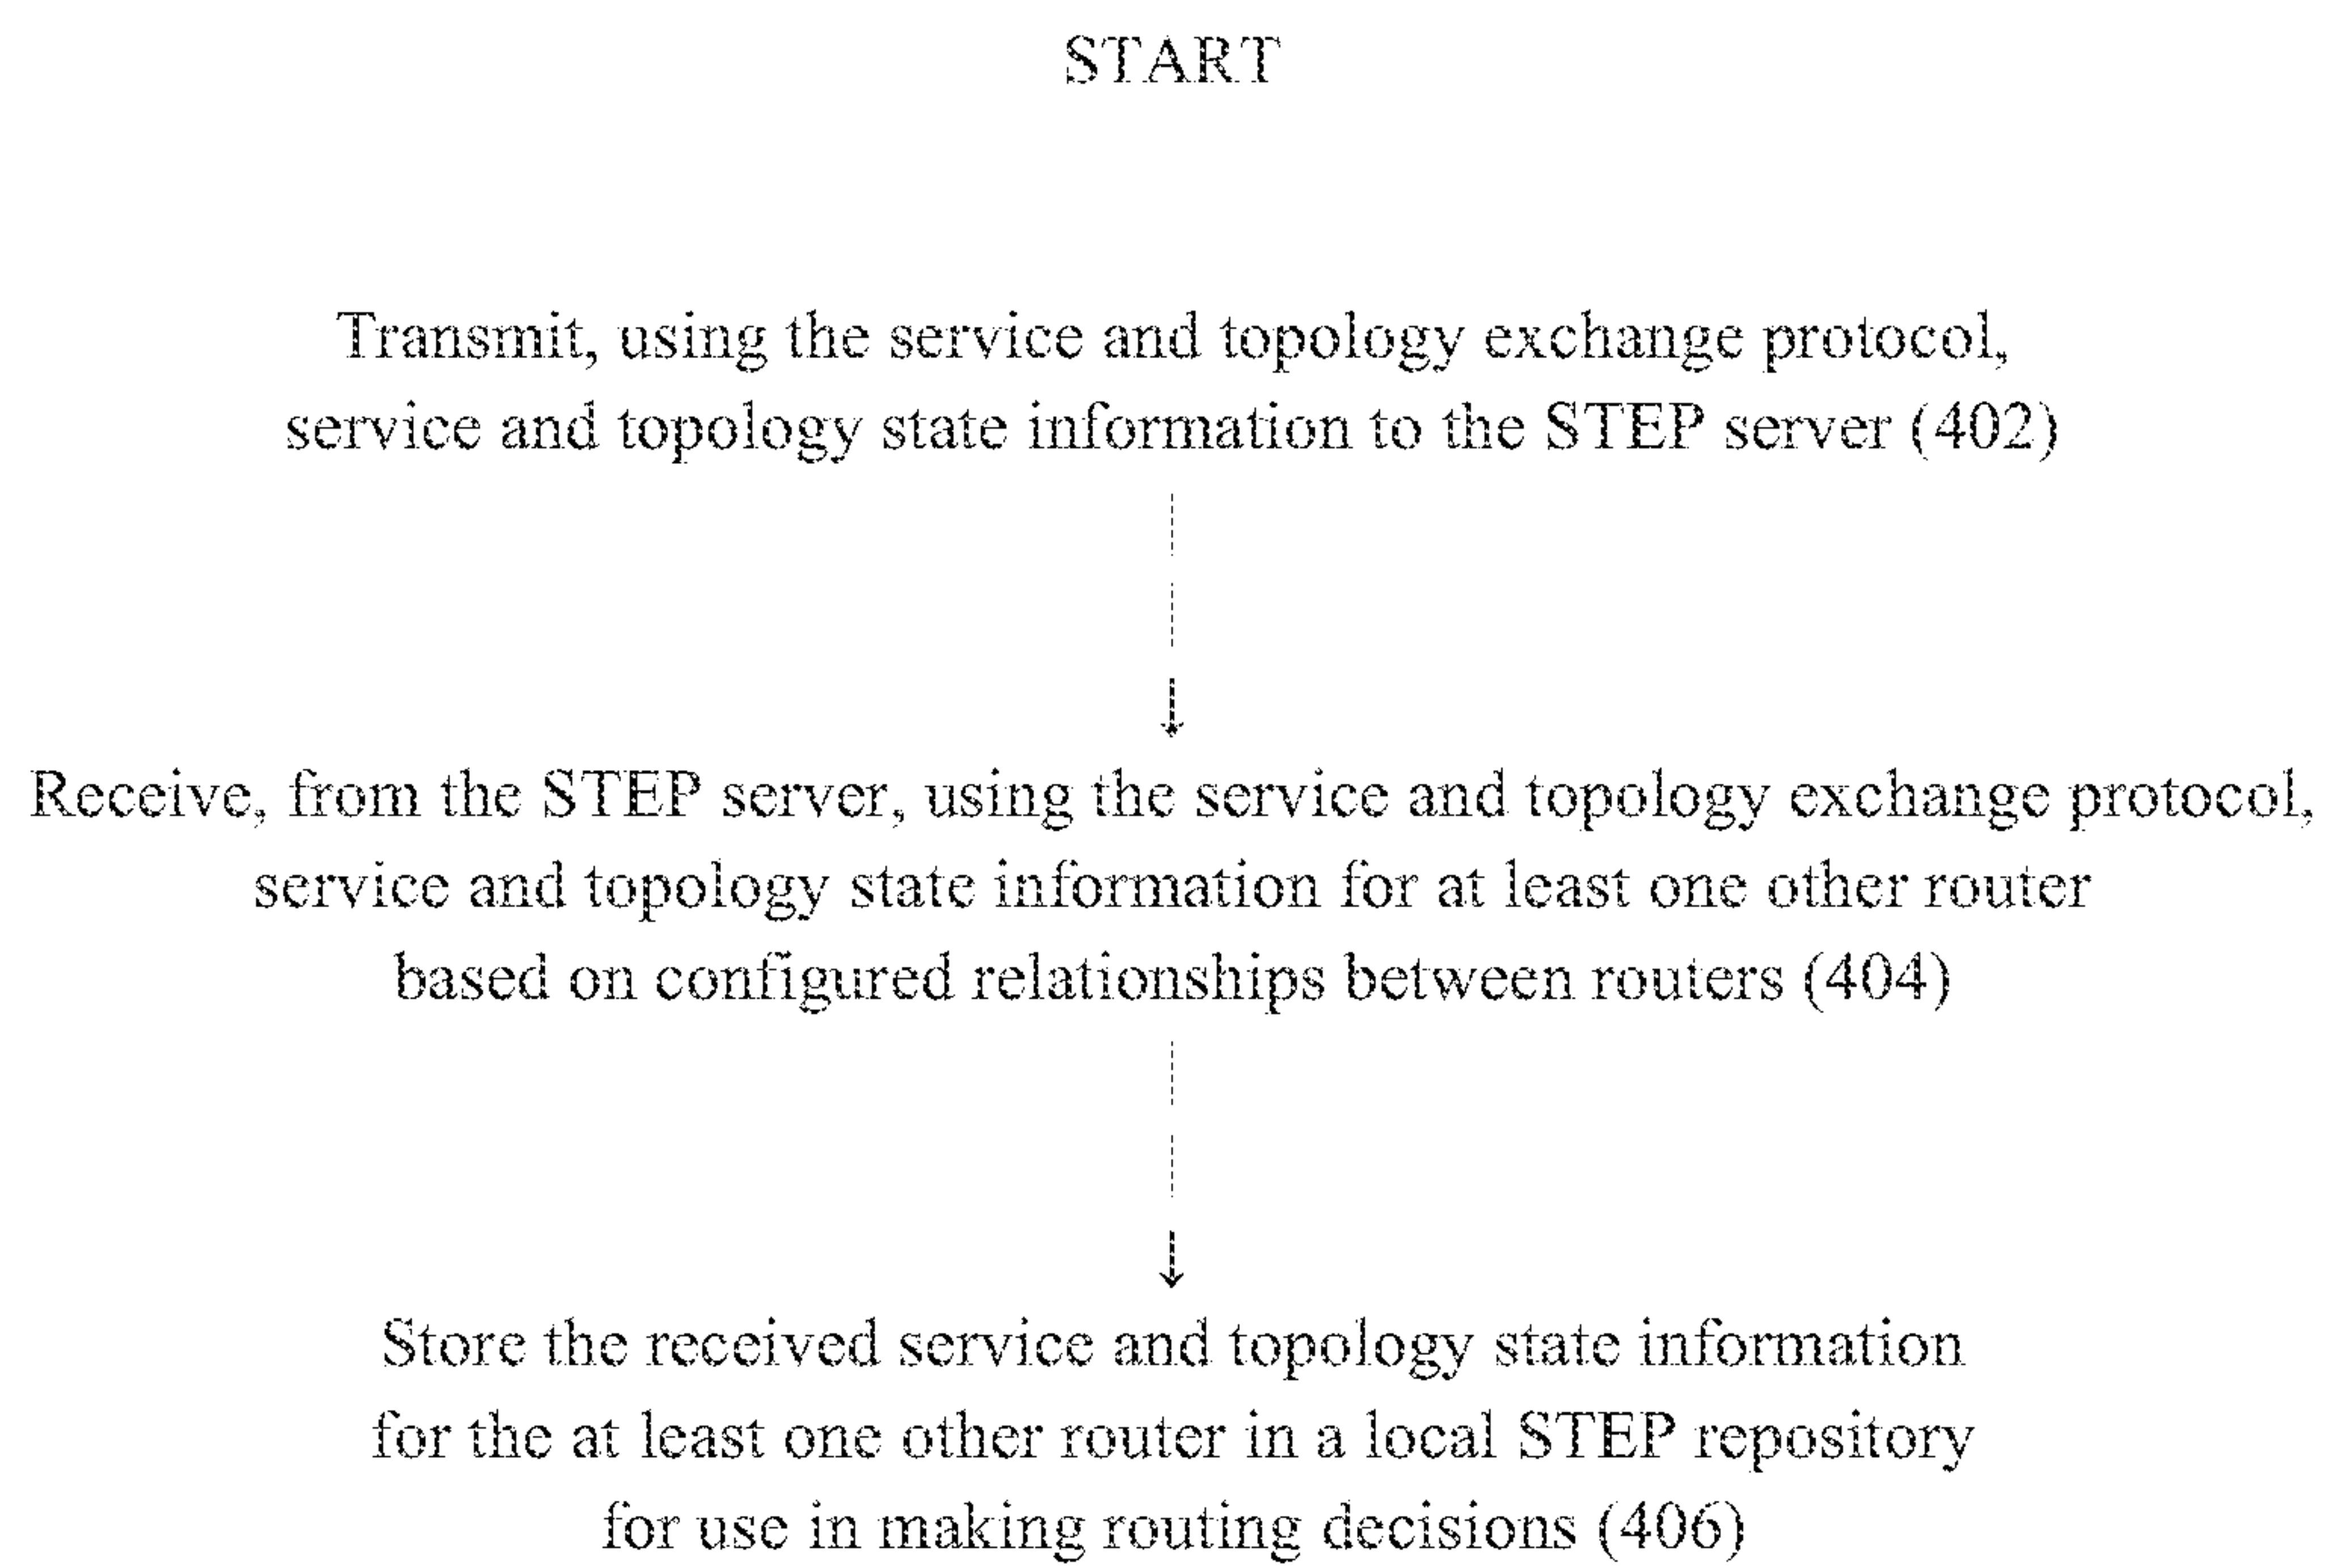 START
Transmit, using the service and topology exchange protocol,
service and topology state information to the STEP server (402)
Receive, from the STEP server, using the service and topology exchange protocol,
service and topology state information for at least one other router
based on configured relationships between routers (404)
Store the received service and topology state information
for the at least one other router in a local STEP repository
for use in making routing decisions (406)